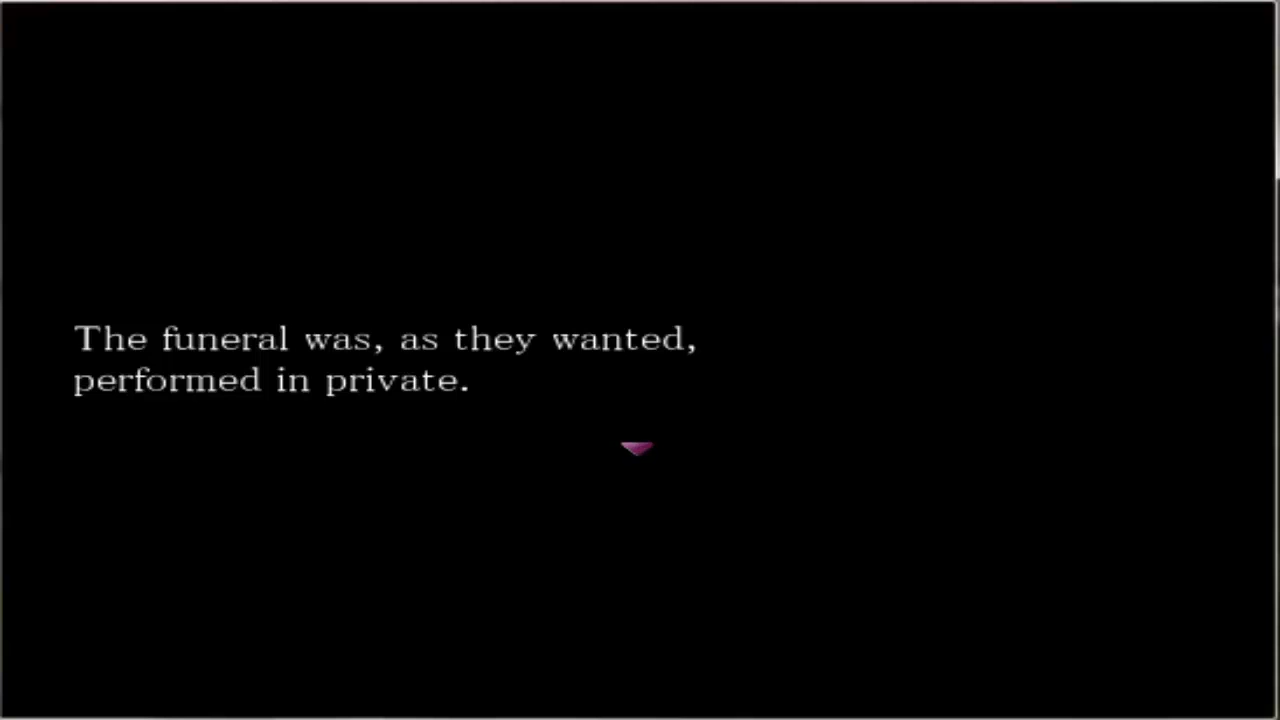 The funeral was, as they wanted,
performed in private.